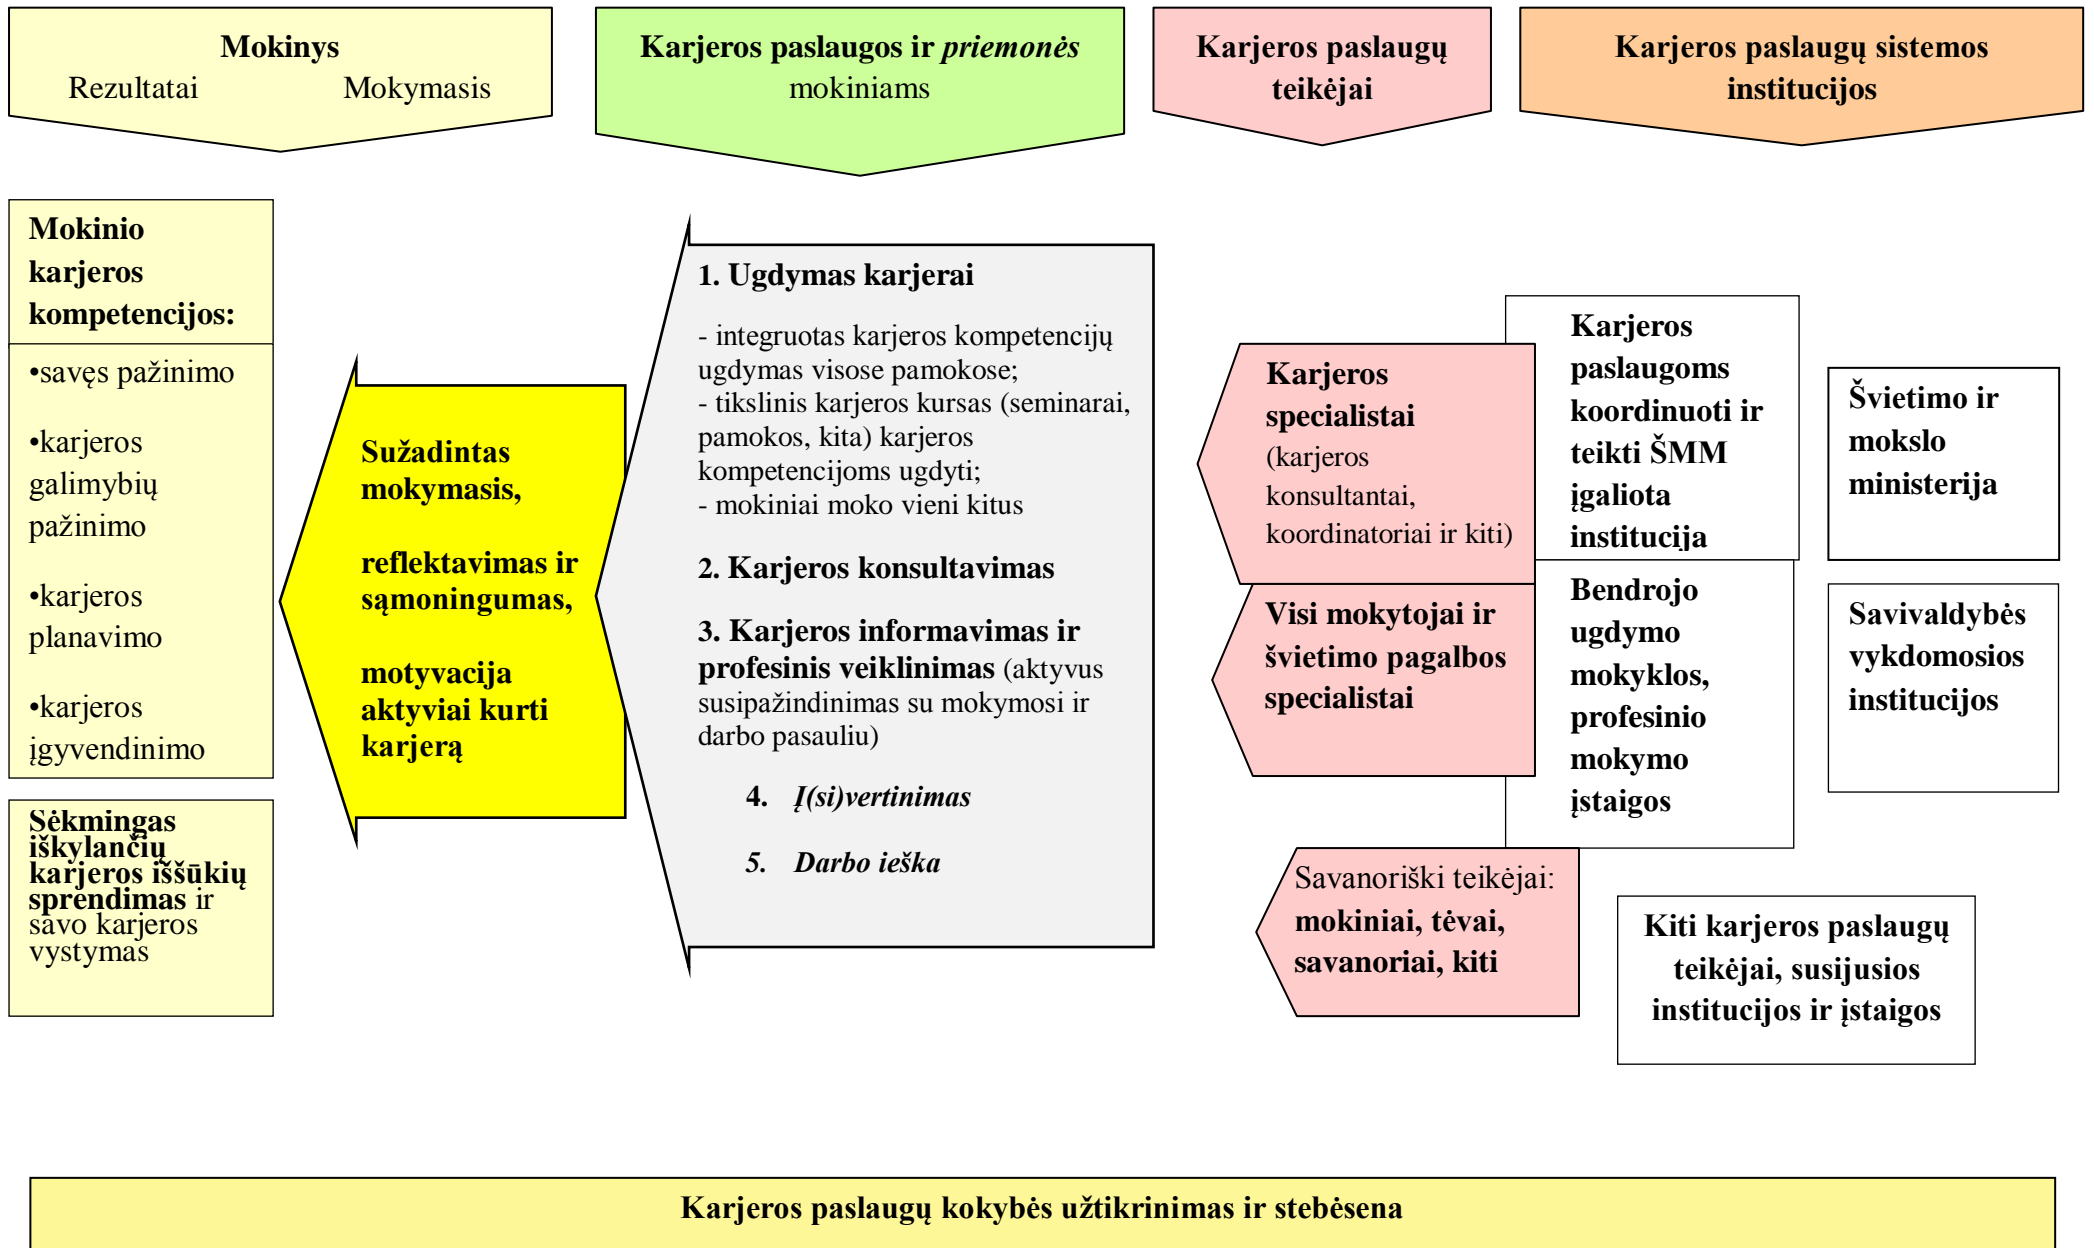 Mokinys
Rezultatai Mokymasis
Karjeros paslaugos ir priemonės
mokiniams
Karjeros paslaugų
teikėjai
Karjeros paslaugų sistemos
institucijos
Mokinio
karjeros
kompetencijos:
•savęs pažinimo
•karjeros
galimybių
pažinimo
•karjeros
planavimo
•karjeros
įgyvendinimo
Sėkmingas
iškylančių
karjeros iššūkių
sprendimas ir
savo karjeros
vystymas
Sužadintas
mokymasis,
reflektavimas ir
sąmoningumas,
motyvacija
aktyviai kurti
karjerą
1. Ugdymas karjerai
- integruotas karjeros kompetencijų
ugdymas visose pamokose;
- tikslinis karjeros kursas (seminarai,
pamokos, kita) karjeros
kompetencijoms ugdyti;
- mokiniai moko vieni kitus
2. Karjeros konsultavimas
3. Karjeros informavimas ir
profesinis veiklinimas (aktyvus
susipažindinimas su mokymosi ir
darbo pasauliu)
4. Į(si)vertinimas
5. Darbo ieška
Karjeros
specialistai
(karjeros
konsultantai,
koordinatoriai ir kiti)
Visi mokytojai ir
švietimo pagalbos
specialistai
Savanoriški teikėjai:
mokiniai, tėvai,
savanoriai, kiti
Karjeros
paslaugoms
koordinuoti ir
teikti ŠMM
įgaliota
institucija
Bendrojo
ugdymo
mokyklos,
profesinio
mokymo
įstaigos
Švietimo ir
mokslo
ministerija
Savivaldybės
vykdomosios
institucijos
Kiti karjeros paslaugų
teikėjai, susijusios
institucijos ir įstaigos
Karjeros paslaugų kokybės užtikrinimas ir stebėsena